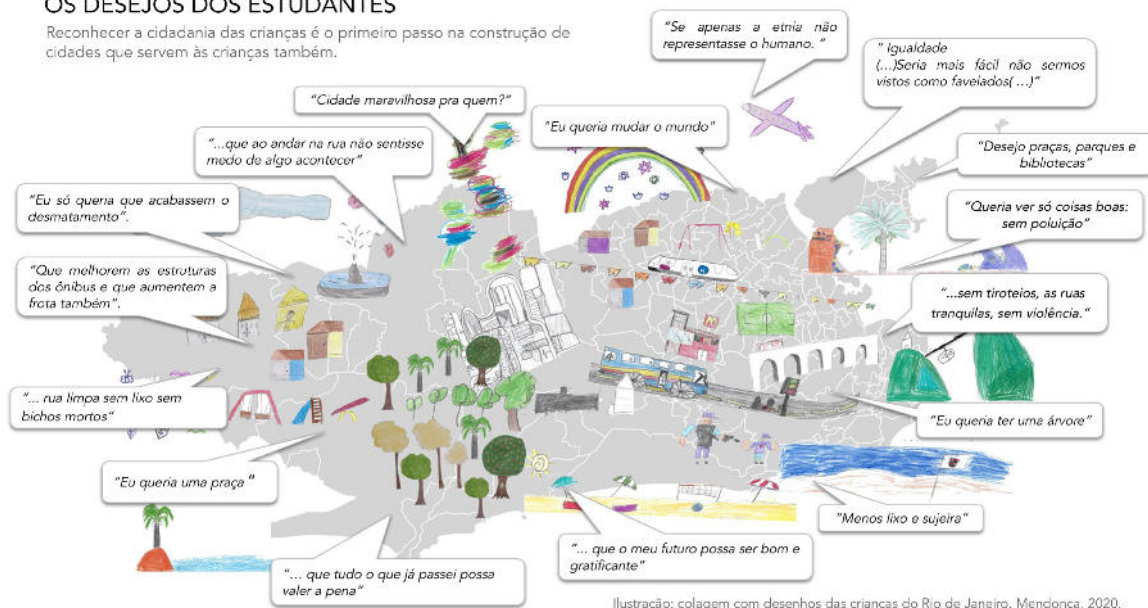 OS DESEJOS DOS ESTUDANTES
Reconhecer a cidadania das crianças é o primeiro passo na construção de
cidades que servem às crianças também.
"Se apenas a etnia não
representasse o humano. "
" Igualdade
(...)Seria mais fácil não sermos
vistos como favelados(...)"
"Cidade maravilhosa pra quem?"
"Eu queria mudar o mundo"
"...que ao andar na rua não sentisse
medo de algo acontecer"
"Desejo praças, parques e
bibliotecas"
"Eu só queria que acabassem o
desmatamento".
"Queria ver só coisas boas:
sem poluição"
"Que melhorem as estruturas
dos ônibus e que aumentem a
frota também".
"...sem tiroteios, as ruas
tranquilas, sem violência."
"... rua limpa sem lixo sem
bichos mortos"
"Eu queria ter uma árvore"
"Eu queria uma praça "
"Menos lixo e sujeira"
"... que o meu futuro possa ser bom e
gratificante"
"... que tudo o que já passei possa
valer a pena"
Ilustração: colagem com desenhos das crianças do Rio de Janeiro. Mendonça, 2020.